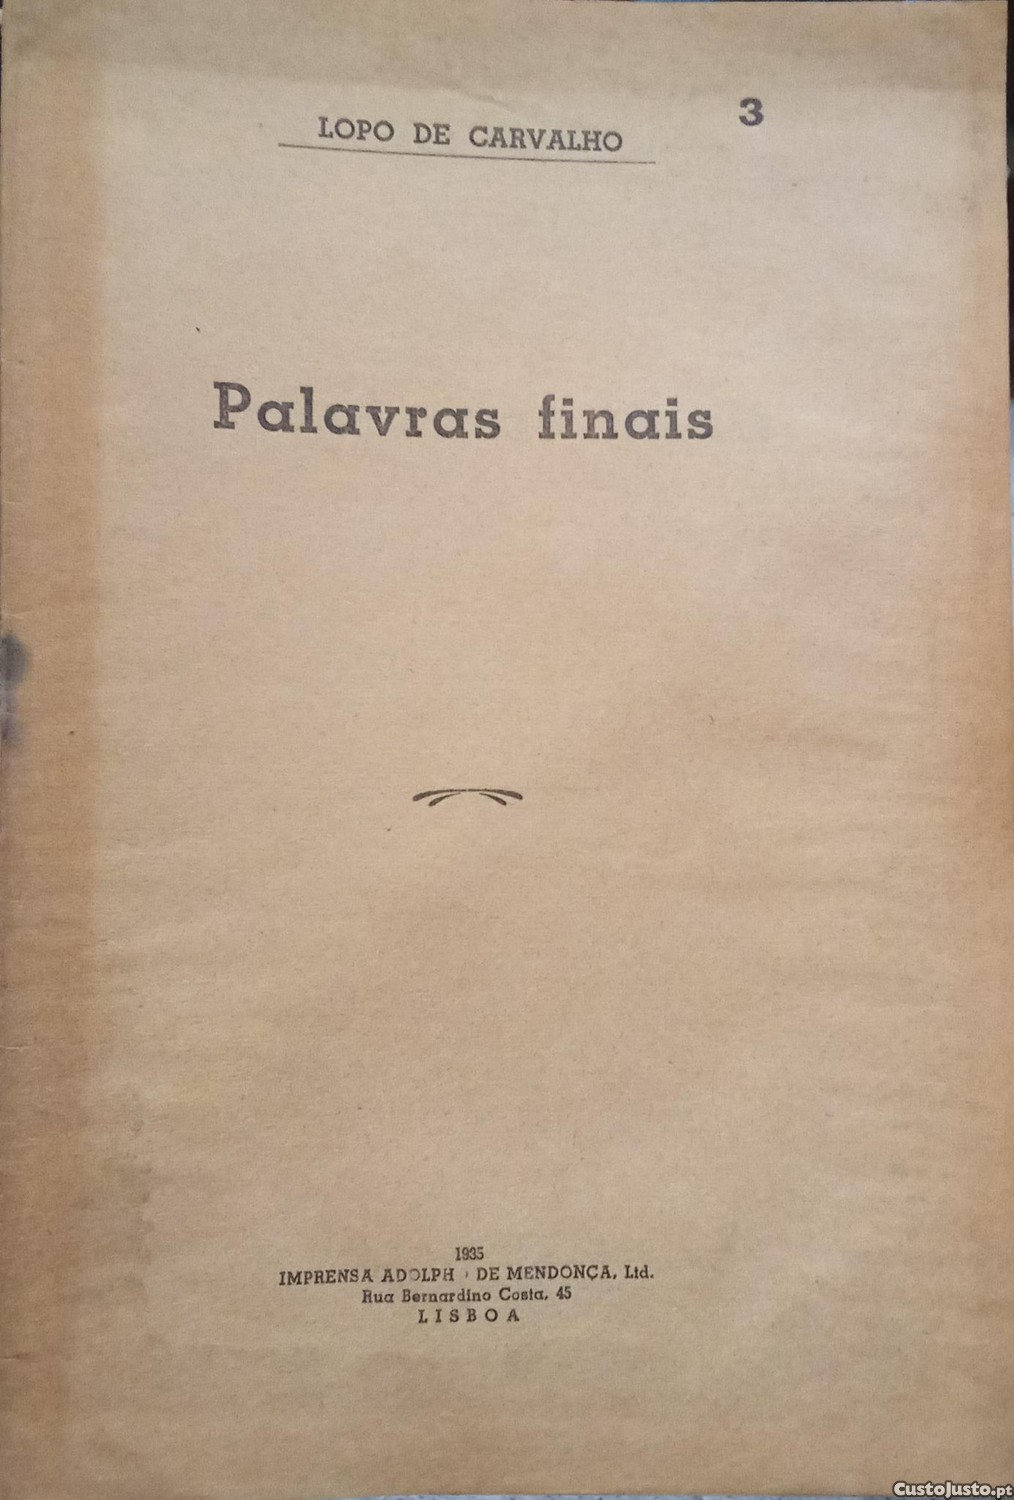 LOPO DE CARVALHO
3
Palavras finais
1935
IMPRENSA ADOLPH DE MENDONÇA, Ltd.
Rua Bernardino Costa, 45
LISBOA
CustoJusto.pt